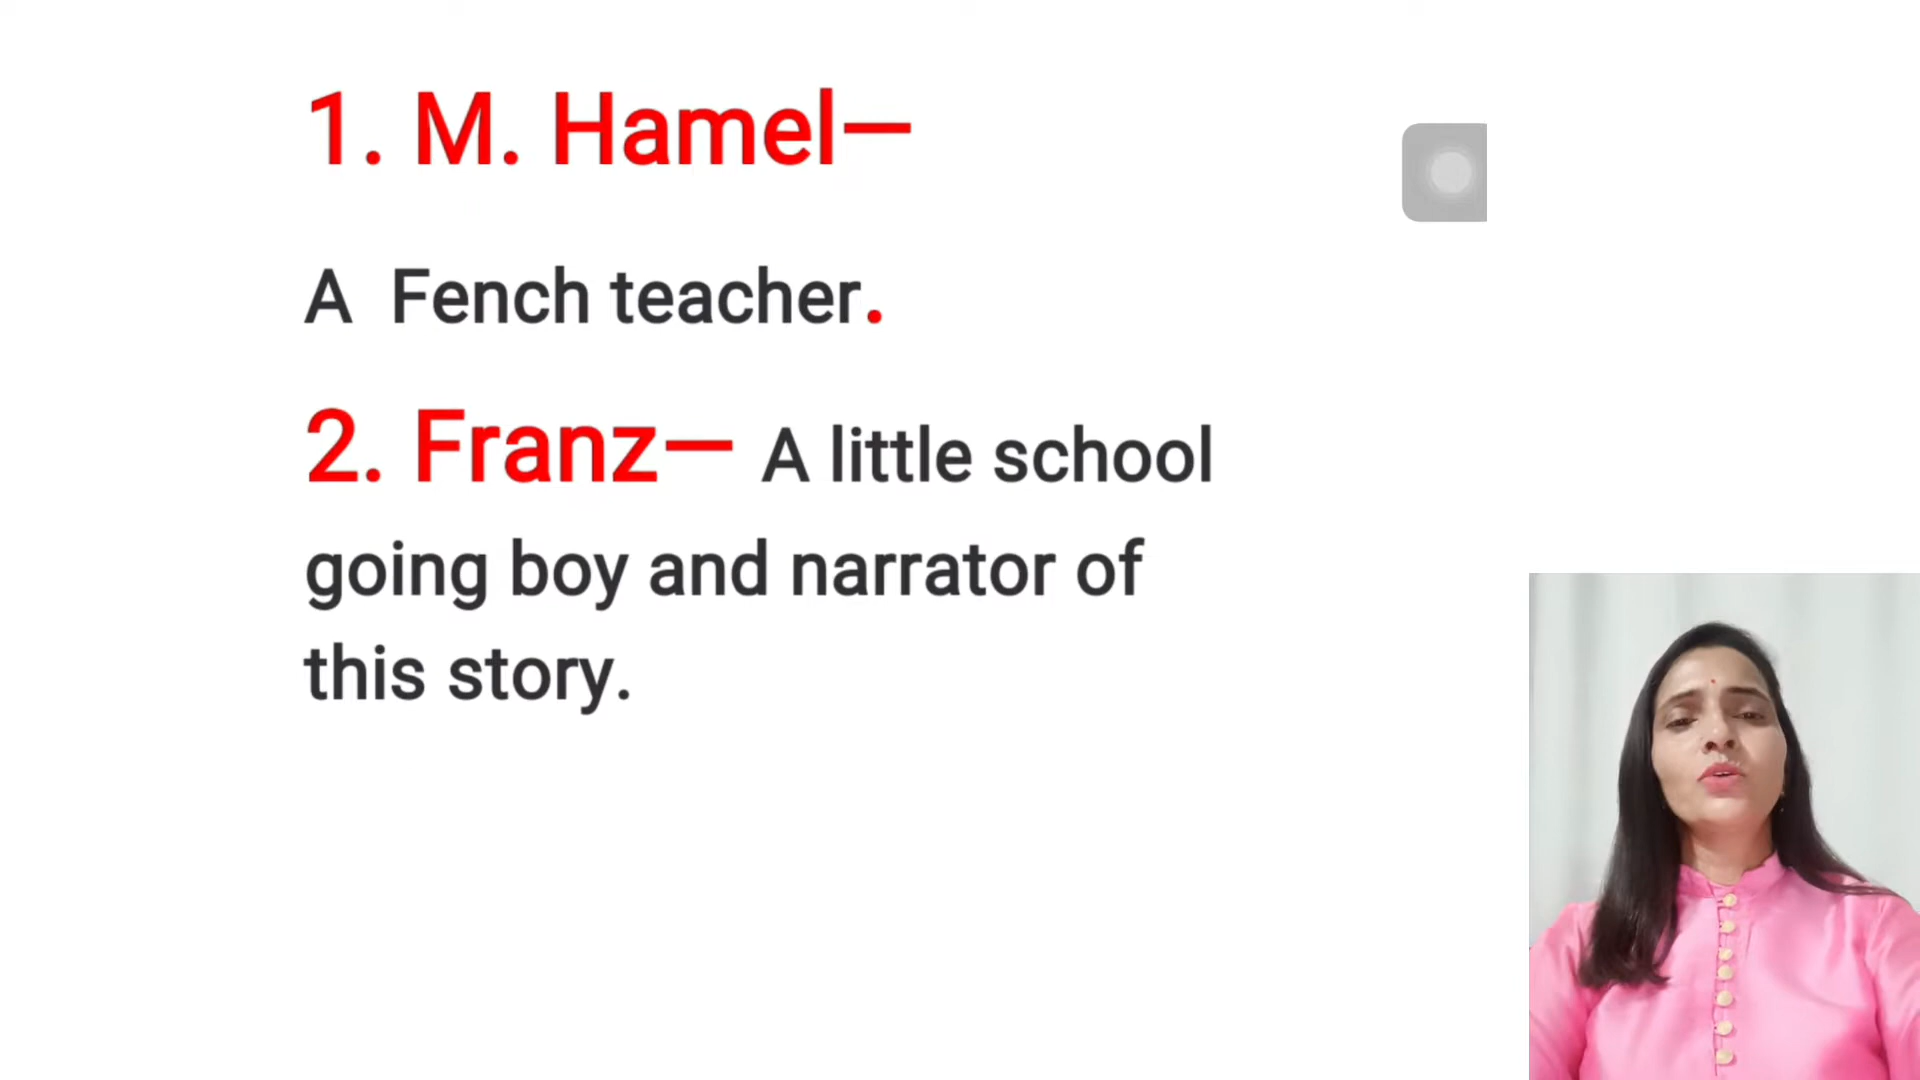 1. M. Hamel—
A  Fench teacher.
2. Franz— A little school
going boy and narrator of
this story.